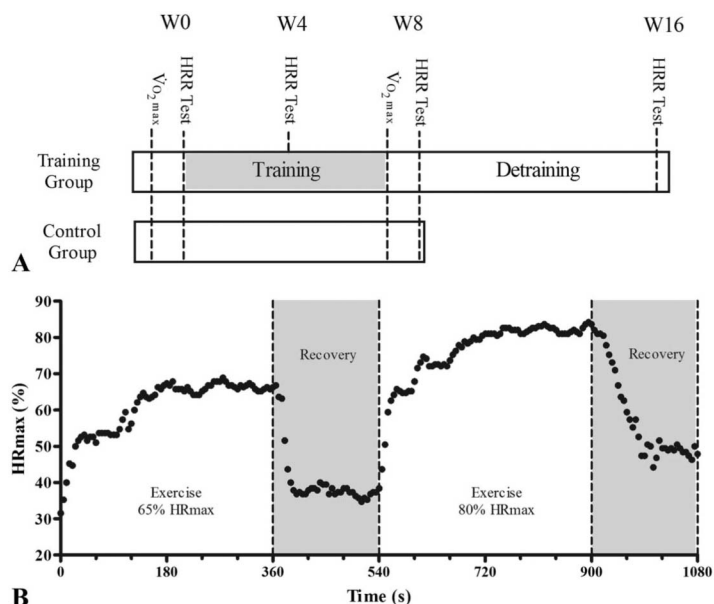 W0 W4 W8 W16
V̇O₂max HRR Test HRR Test V̇O₂max HRR Test HRR Test
Training
Group
Training Detraining
Control
Group
A
90
80
70
60
50
40
30
20
HRmax (%)
Recovery Recovery
Exercise
65% HRmax
Exercise
80% HRmax
0 180 360 540 720 900 1080
Time (s)
B